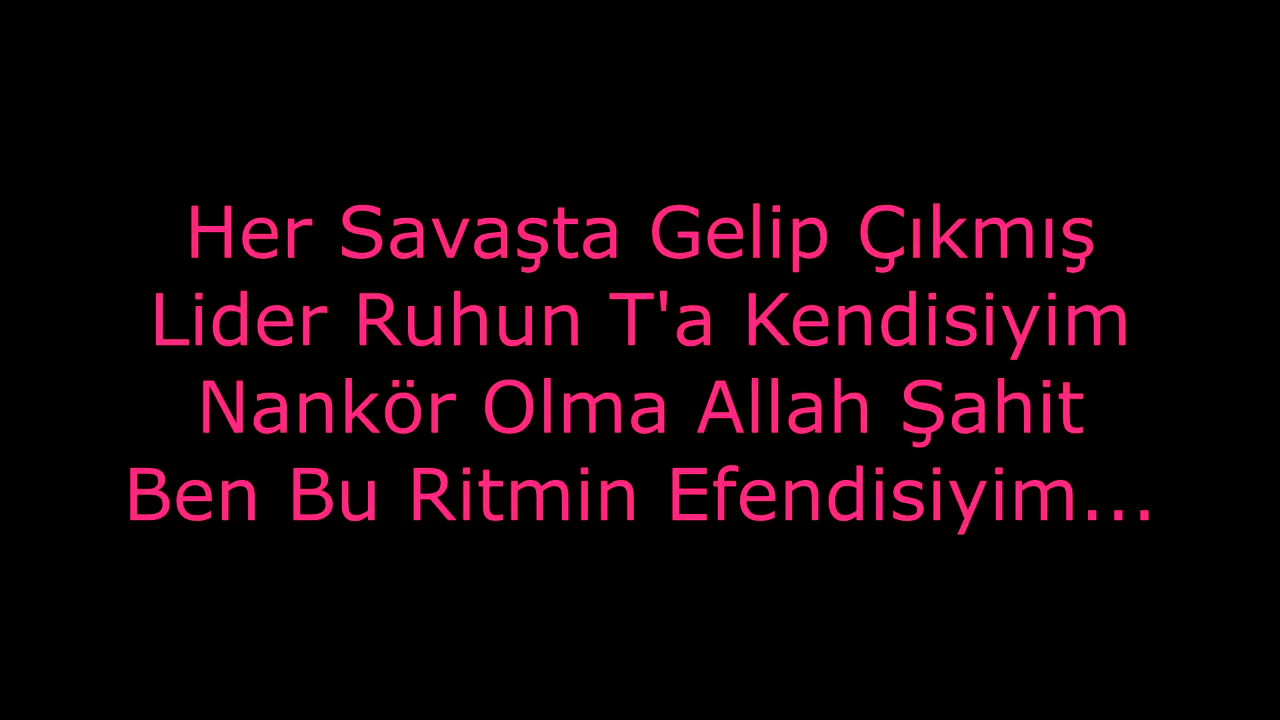 Her Savaşta Gelip Çıkmış
Lider Ruhun T'a Kendisiyim
Nankör Olma Allah Şahit
Ben Bu Ritmin Efendisiyim...